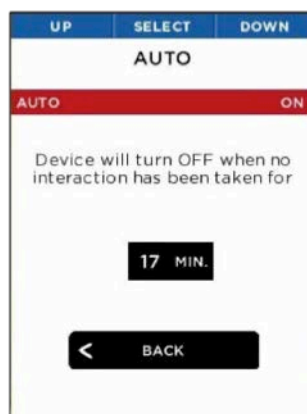 UP SELECT DOWN
AUTO
AUTO ON
Device will turn OFF when no
interaction has been taken for
17 MIN.
< BACK